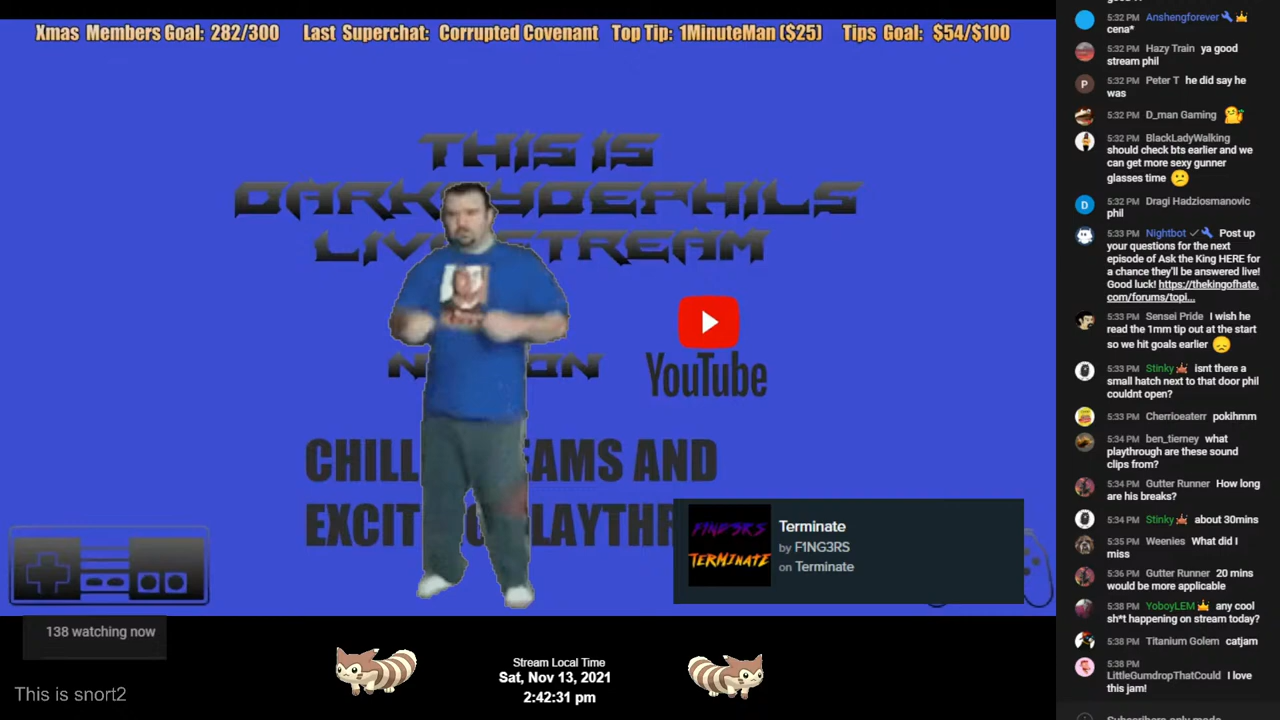 Xmas Members Goal: 282/300 Last Superchat: Corrupted Covenant Top Tip: 1MinuteMan ($25) Tips Goal: $54/$100
THIS IS
STREAM
YouTube
CHILL
AMS AND
EXCIT
Terminate
by F1NG3RS
on Terminate
F1NG3RS
TERMINATE
138 watching now
This is snort2
Stream Local Time
Sat, Nov 13, 2021
2:42:31 pm
5:32 PM Anshengforever
cena*
5:32 PM Hazy Train ya good
stream phil
P
5:32 PM Peter T he did say he
was
5:32 PM D_man Gaming
5:32 PM BlackLadyWalking
should check bts earlier and we
can get more sexy gunner
glasses time
D
5:32 PM Dragi Hadziosmanovic
phil
5:33 PM Nightbot Post up
your questions for the next
episode of Ask the King HERE for
a chance they'll be answered live!
Good luck! https://thekingofhate.
com/forums/topi...
5:33 PM Sensei Pride I wish he
read the 1mm tip out at the start
so we hit goals earlier
5:33 PM Stinky isnt there a
small hatch next to that door phil
couldnt open?
5:33 PM Cherrioeaterr pokihmm
5:34 PM ben_tierney what
playthrough are these sound
clips from?
5:34 PM Gutter Runner How long
are his breaks?
5:34 PM Stinky about 30mins
5:35 PM Weenies What did I
miss
5:36 PM Gutter Runner 20 mins
would be more applicable
5:38 PM YoboyLEM any cool
sh*t happening on stream today?
5:38 PM Titanium Golem catjam
5:38 PM
LittleGumdropThatCould I love
this jam!